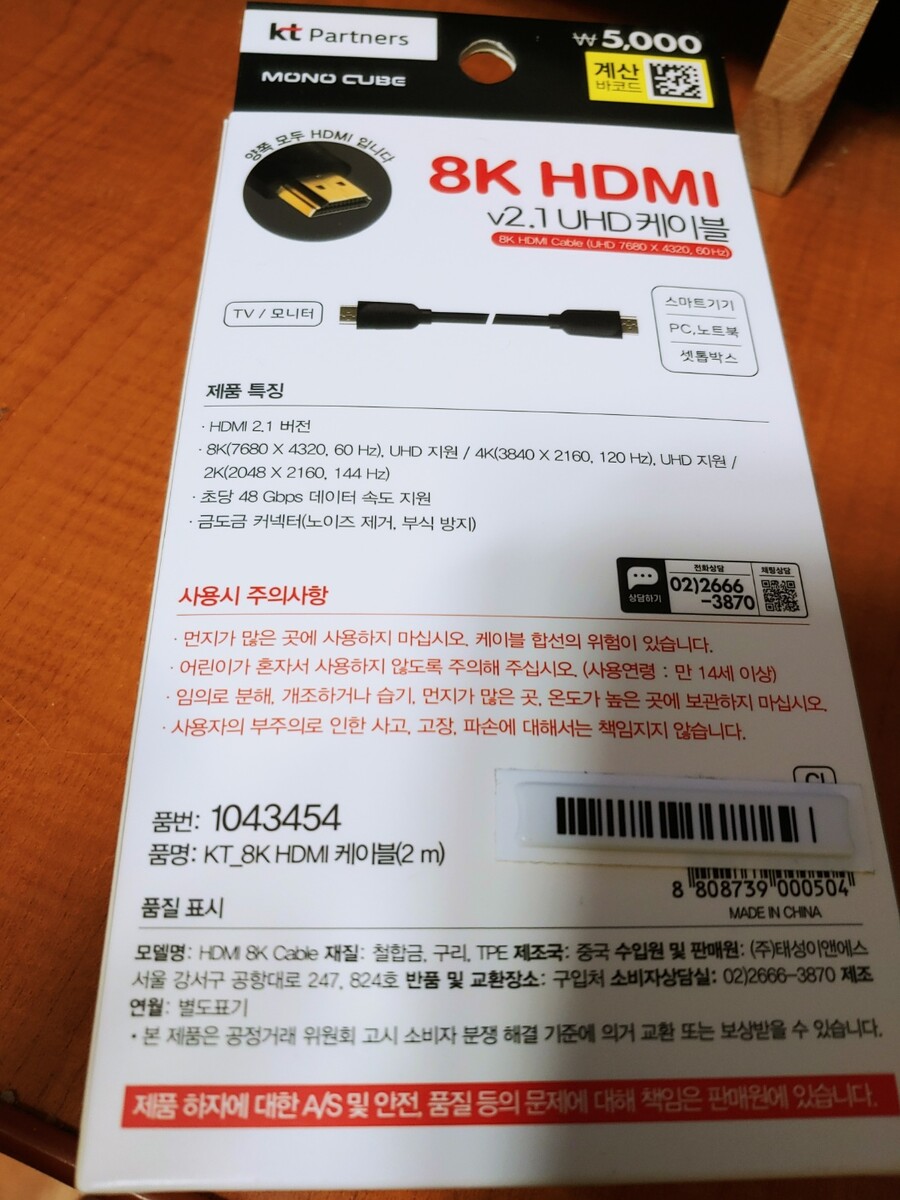 kt Partners
MONO CUBE
₩5,000
계산
바코드
양쪽 모두 HDMI 입니다
8K HDMI
v2.1 UHD 케이블
8K HDMI Cable (UHD 7680 X 4320, 60Hz)
TV / 모니터
스마트기기
PC,노트북
셋톱박스
제품 특징
· HDMI 2.1 버전
· 8K(7680 X 4320, 60 Hz), UHD 지원 / 4K(3840 X 2160, 120 Hz), UHD 지원 /
2K(2048 X 2160, 144 Hz)
· 초당 48 Gbps 데이터 속도 지원
· 금도금 커넥터(노이즈 제거, 부식 방지)
상담하기
전화상담
02)2666
-3870
채팅상담
사용시 주의사항
· 먼지가 많은 곳에 사용하지 마십시오. 케이블 합선의 위험이 있습니다.
· 어린이가 혼자서 사용하지 않도록 주의해 주십시오. (사용연령 : 만 14세 이상)
· 임의로 분해, 개조하거나 습기, 먼지가 많은 곳, 온도가 높은 곳에 보관하지 마십시오.
· 사용자의 부주의로 인한 사고, 고장, 파손에 대해서는 책임지지 않습니다.
품번: 1043454
품명: KT_8K HDMI 케이블(2 m)
8 808739 000504
MADE IN CHINA
품질 표시
모델명: HDMI 8K Cable 재질: 철합금, 구리, TPE 제조국: 중국 수입원 및 판매원: (주)태성이앤에스
서울 강서구 공항대로 247, 824호 반품 및 교환장소: 구입처 소비자상담실: 02)2666-3870 제조
연월: 별도표기
• 본 제품은 공정거래 위원회 고시 소비자 분쟁 해결 기준에 의거 교환 또는 보상받을 수 있습니다.
제품 하자에 대한 A/S 및 안전, 품질 등의 문제에 대해 책임은 판매원에 있습니다.